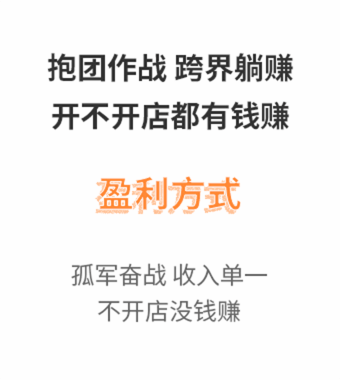 抱团作战 跨界躺赚
开不开店都有钱赚
盈利方式
孤军奋战 收入单一
不开店没钱赚